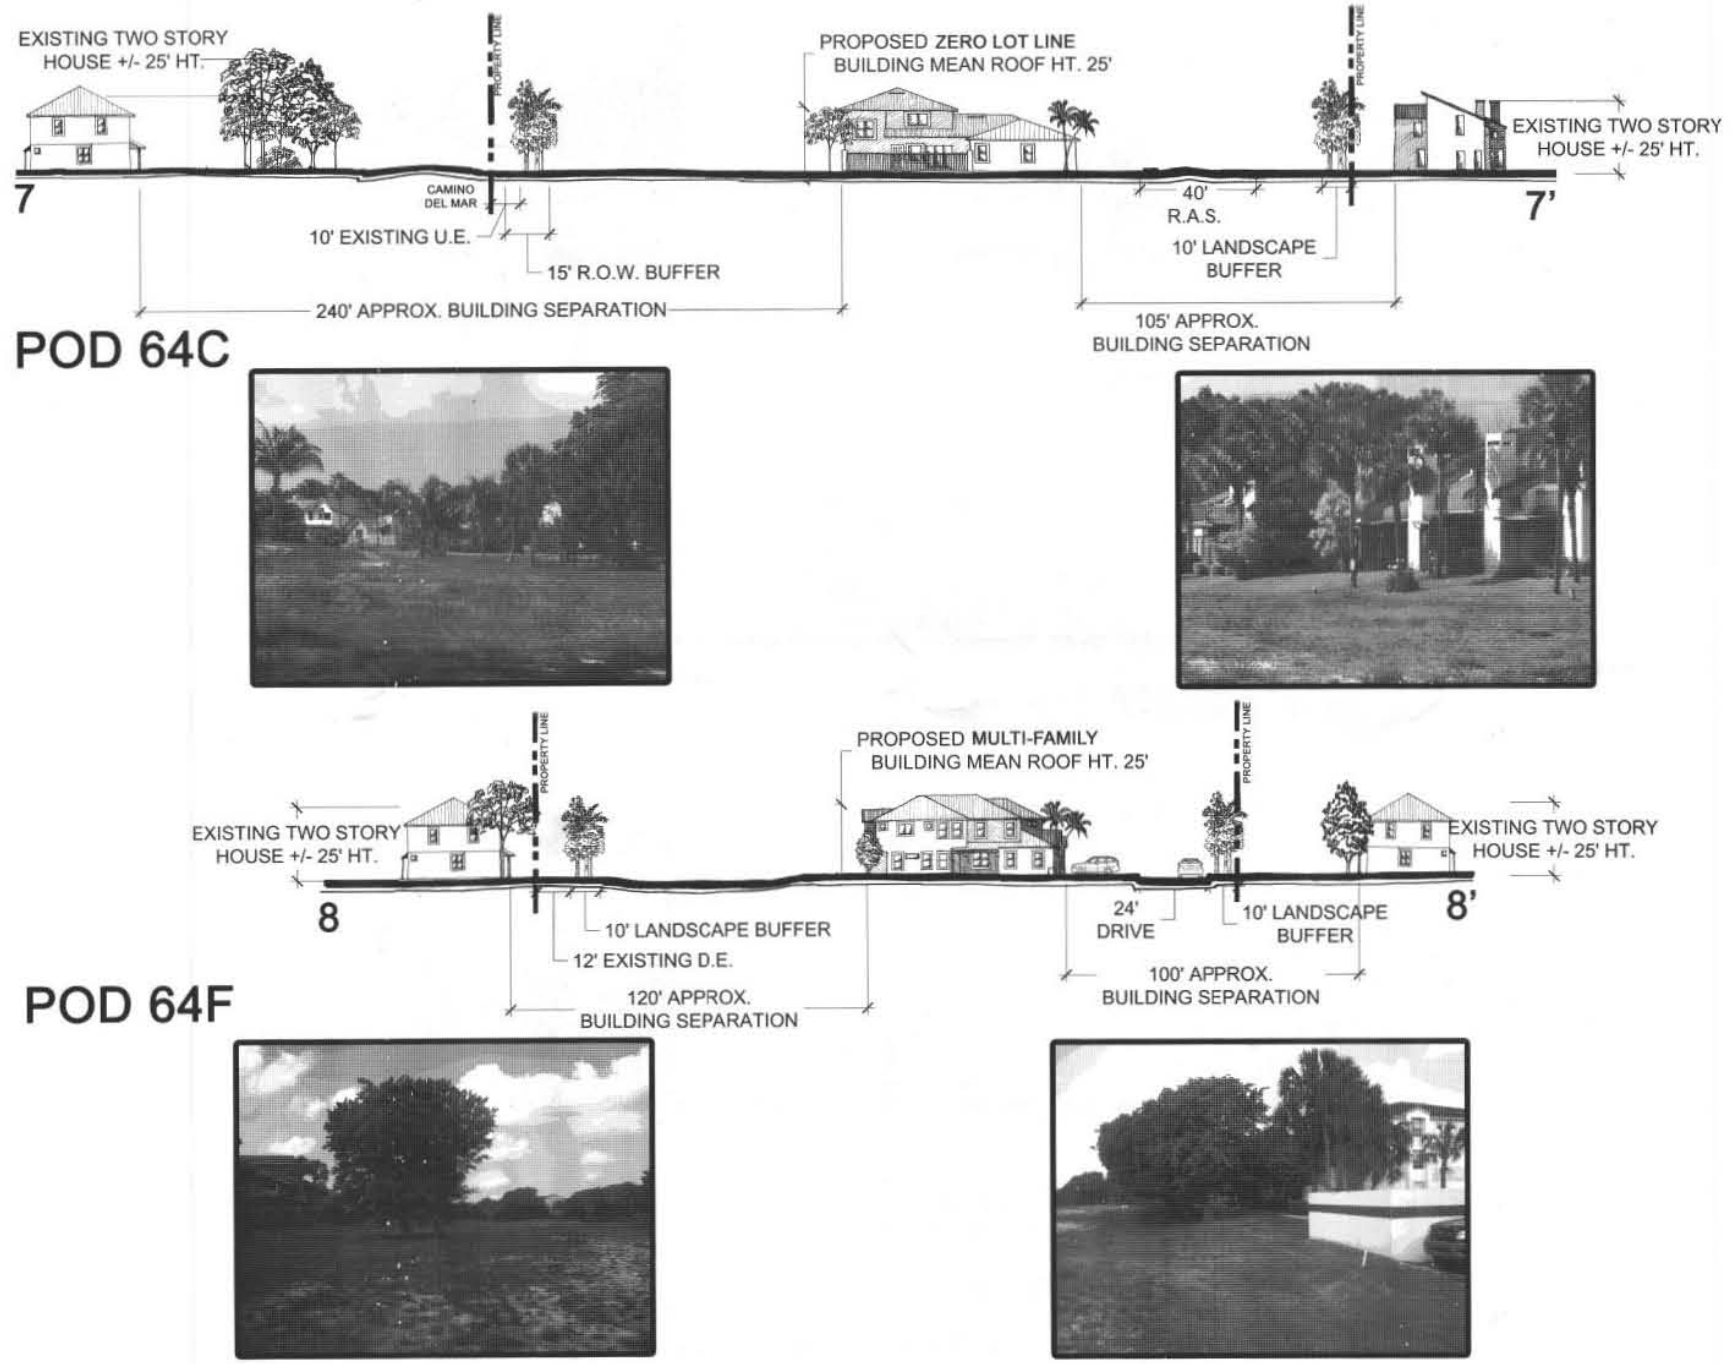 EXISTING TWO STORY
HOUSE +/- 25' HT.
PROPERTY LINE
PROPOSED ZERO LOT LINE
BUILDING MEAN ROOF HT. 25'
PROPERTY LINE
EXISTING TWO STORY
HOUSE +/- 25' HT.
7
CAMINO
DEL MAR
40'
R.A.S.
7'
10' EXISTING U.E.
10' LANDSCAPE
BUFFER
15' R.O.W. BUFFER
240' APPROX. BUILDING SEPARATION
105' APPROX.
BUILDING SEPARATION
POD 64C
PROPERTY LINE
PROPOSED MULTI-FAMILY
BUILDING MEAN ROOF HT. 25'
PROPERTY LINE
EXISTING TWO STORY
HOUSE +/- 25' HT.
EXISTING TWO STORY
HOUSE +/- 25' HT.
8
24'
DRIVE
10' LANDSCAPE
BUFFER
8'
10' LANDSCAPE BUFFER
12' EXISTING D.E.
120' APPROX.
BUILDING SEPARATION
100' APPROX.
BUILDING SEPARATION
POD 64F